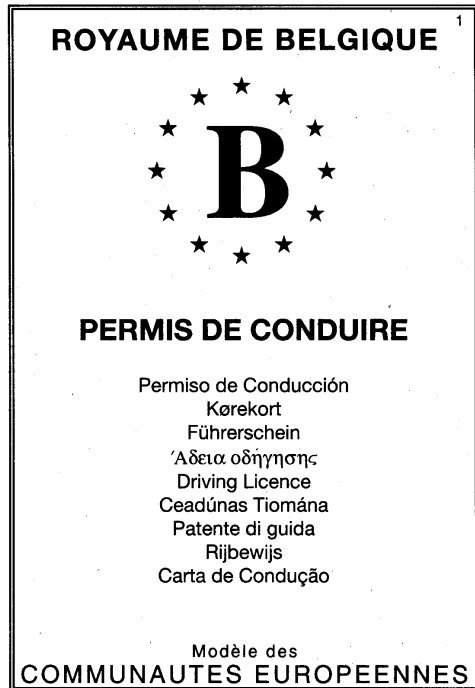 1
ROYAUME DE BELGIQUE
B
PERMIS DE CONDUIRE
Permiso de Conducción
Kørekort
Führerschein
Άδεια οδήγησης
Driving Licence
Ceadúnas Tiomána
Patente di guida
Rijbewijs
Carta de Condução
Modèle des
COMMUNAUTES EUROPEENNES